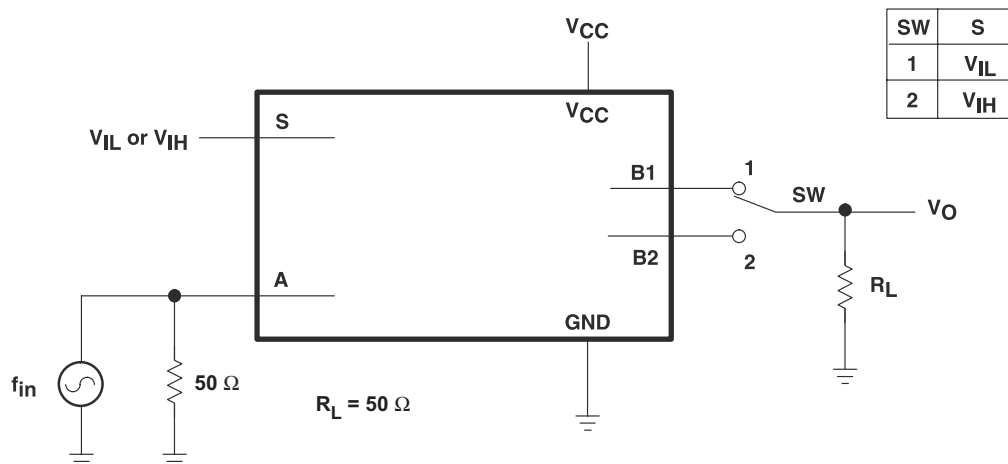 VCC
SW S
1 VIL
2 VIH
VCC
S
VIL or VIH
B1
1
SW
VO
B2
2
A
RL
GND
fin
50 Ω
RL = 50 Ω